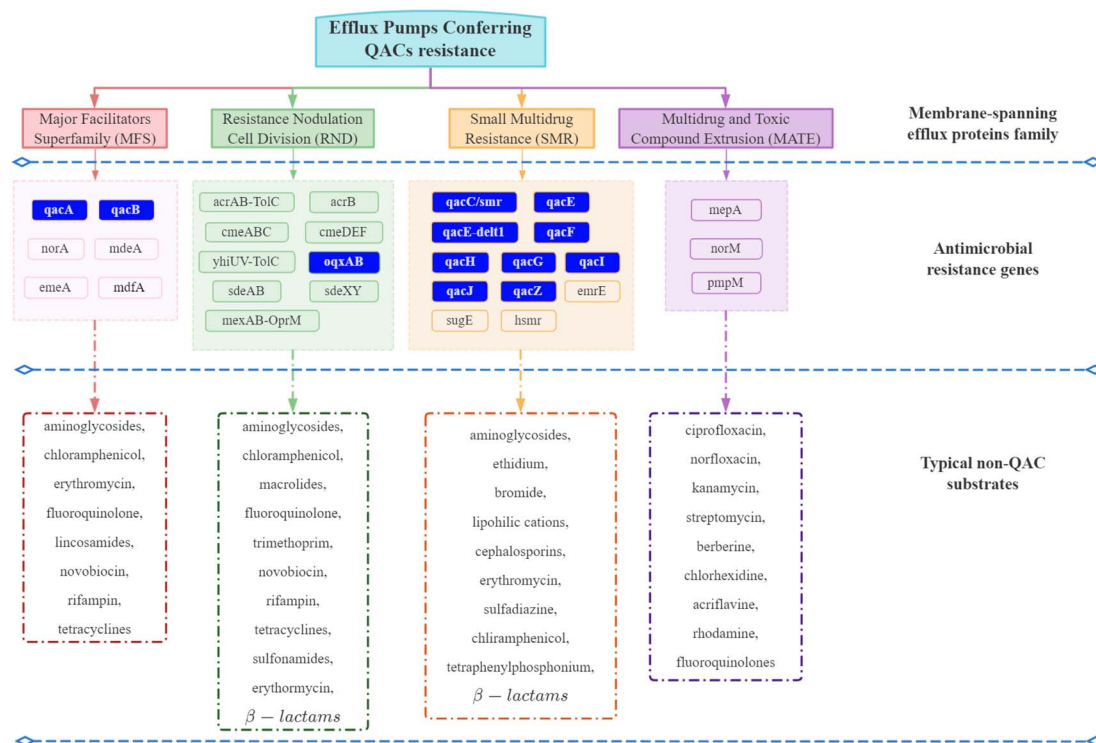 Efflux Pumps Conferring
QACs resistance
Major Facilitators
Superfamily (MFS)
Resistance Nodulation
Cell Division (RND)
Small Multidrug
Resistance (SMR)
Multidrug and Toxic
Compound Extrusion (MATE)
Membrane-spanning
efflux proteins family
qacA qacB
norA mdeA
emeA mdfA
acrAB-TolC acrB
cmeABC cmeDEF
yhiUV-TolC oqxAB
sdeAB sdeXY
mexAB-OprM
qacC/smr qacE
qacE-delt1 qacF
qacH qacG qacI
qacJ qacZ emrE
sugE hsmr
mepA
norM
pmpM
Antimicrobial
resistance genes
aminoglycosides,
chloramphenicol,
erythromycin,
fluoroquinolone,
lincosamides,
novobiocin,
rifampin,
tetracyclines
aminoglycosides,
chloramphenicol,
macrolides,
fluoroquinolone,
trimethoprim,
novobiocin,
rifampin,
tetracyclines,
sulfonamides,
erythormycin,
β − lactams
aminoglycosides,
ethidium,
bromide,
lipohilic cations,
cephalosporins,
erythromycin,
sulfadiazine,
chliramphenicol,
tetraphenylphosphonium,
β − lactams
ciprofloxacin,
norfloxacin,
kanamycin,
streptomycin,
berberine,
chlorhexidine,
acriflavine,
rhodamine,
fluoroquinolones
Typical non-QAC
substrates